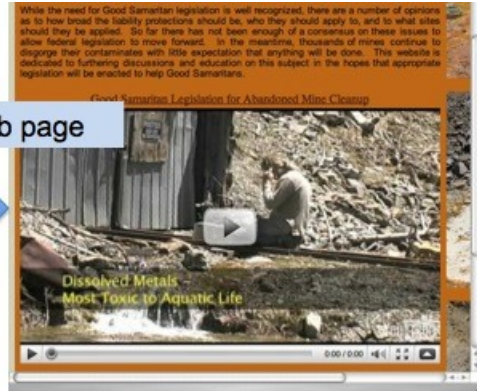 While the need for Good Samaritan legislation is well recognized, there are a number of opinions
as to how broad the liability protections should be, who they should apply to, and to what sites
should they be applied. So far there has not been enough of a consensus on these issues to
allow federal legislation to move forward. In the meantime, thousands of mines continue to
disgorge their contaminates with little expectation that anything will be done. This website is
dedicated to furthering discussions and education on this subject in the hopes that appropriate
legislation will be enacted to help Good Samaritans.
Good Samaritan Legislation for Abandoned Mine Cleanup
b page
Dissolved Metals –
Most Toxic to Aquatic Life
0:00 / 0:00